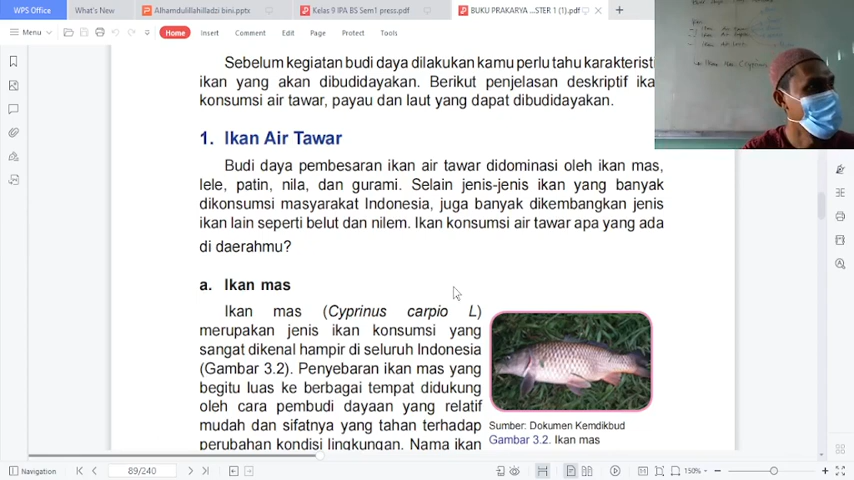 WPS Office
What's New
Alhamdulillahilladzi bini.pptx
Kelas 9 IPA BS Sem1 press.pdf
BUKU PRAKARYA ...STER 1 (1).pdf
Menu
Home
Insert
Comment
Edit
Page
Protect
Tools
Sebelum kegiatan budi daya dilakukan kamu perlu tahu karakterist
ikan yang akan dibudidayakan. Berikut penjelasan deskriptif ika
konsumsi air tawar, payau dan laut yang dapat dibudidayakan.
1. Ikan Air Tawar
Budi daya pembesaran ikan air tawar didominasi oleh ikan mas,
lele, patin, nila, dan gurami. Selain jenis-jenis ikan yang banyak
dikonsumsi masyarakat Indonesia, juga banyak dikembangkan jenis
ikan lain seperti belut dan nilem. Ikan konsumsi air tawar apa yang ada
di daerahmu?
a. Ikan mas
Ikan mas (Cyprinus carpio L)
merupakan jenis ikan konsumsi yang
sangat dikenal hampir di seluruh Indonesia
(Gambar 3.2). Penyebaran ikan mas yang
begitu luas ke berbagai tempat didukung
oleh cara pembudi dayaan yang relatif
mudah dan sifatnya yang tahan terhadap
perubahan kondisi lingkungan. Nama ikan
Sumber: Dokumen Kemdikbud
Gambar 3.2. Ikan mas
Navigation
89/240
150%